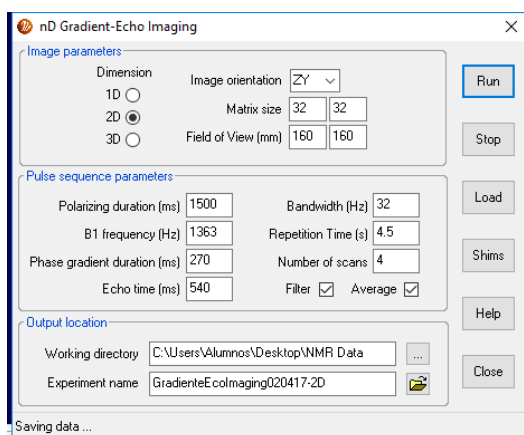 nD Gradient-Echo Imaging
Image parameters
Dimension
1D
2D
3D
Image orientation ZY
Matrix size 32 32
Field of View (mm) 160 160
Pulse sequence parameters
Polarizing duration (ms) 1500 Bandwidth (Hz) 32
B1 frequency (Hz) 1363 Repetition Time (s) 4.5
Phase gradient duration (ms) 270 Number of scans 4
Echo time (ms) 540 Filter Average
Output location
Working directory C:\Users\Alumnos\Desktop\NMR Data ...
Experiment name GradienteEcoImaging020417-2D
Run
Stop
Load
Shims
Help
Close
Saving data ...